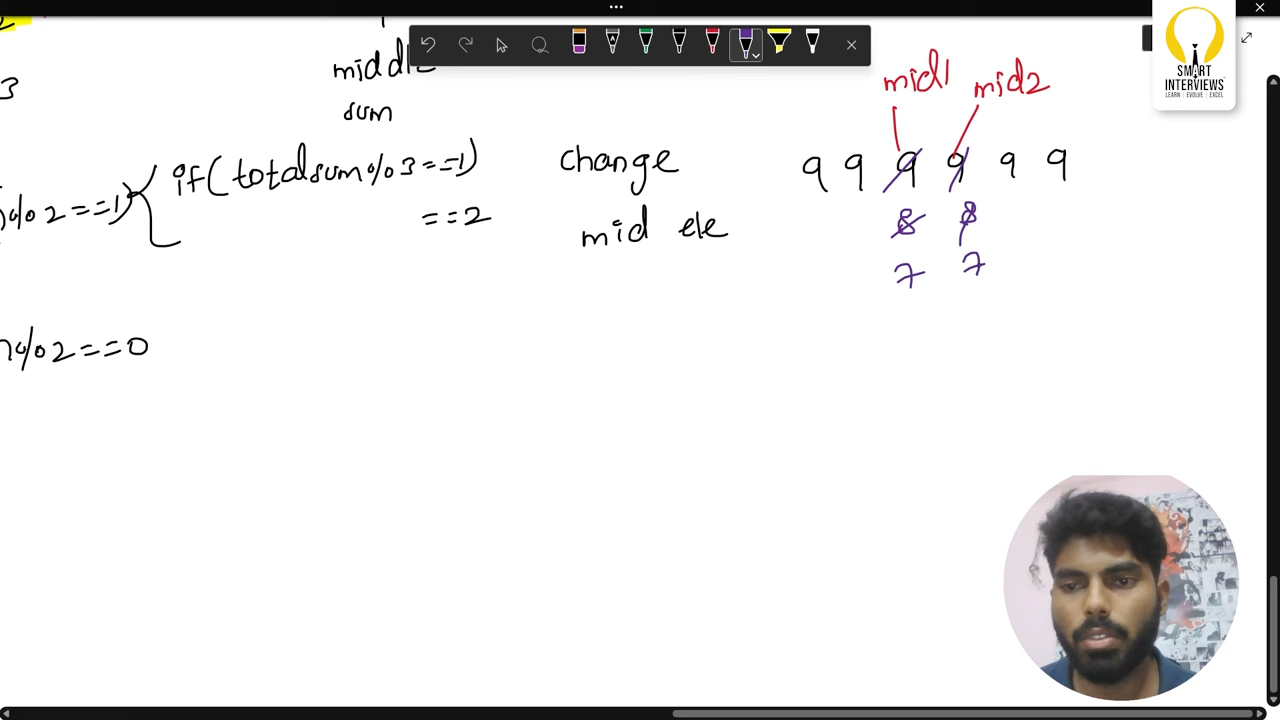 3
middle
sum
%2==1)
if(totalsum%3==1)
==2
change
mid ele
mid1 mid2
9 9 9 9 9 9
8 8
7 7
n%2==0
SMART
INTERVIEWS
LEARN | EVOLVE | EXCEL